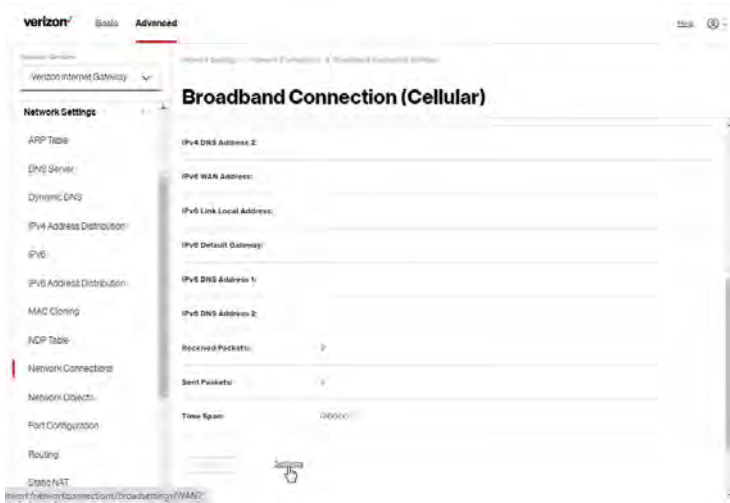 verizon✓
Basic
Advanced
Help
Verizon Internet Gateway
Broadband Connection (Cellular)
Network Settings
ARP Table
DNS Server
Dynamic DNS
IPv4 Address Distribution
IPv6
IPv6 Address Distribution
MAC Cloning
NDP Table
Network Connections
Network Objects
Port Configuration
Routing
Static NAT
IPv4 DNS Address 2:
IPv6 WAN Address:
IPv6 Link Local Address:
IPv6 Default Gateway:
IPv6 DNS Address 1:
IPv6 DNS Address 2:
Received Packets:
Sent Packets:
Time Span:
Settings